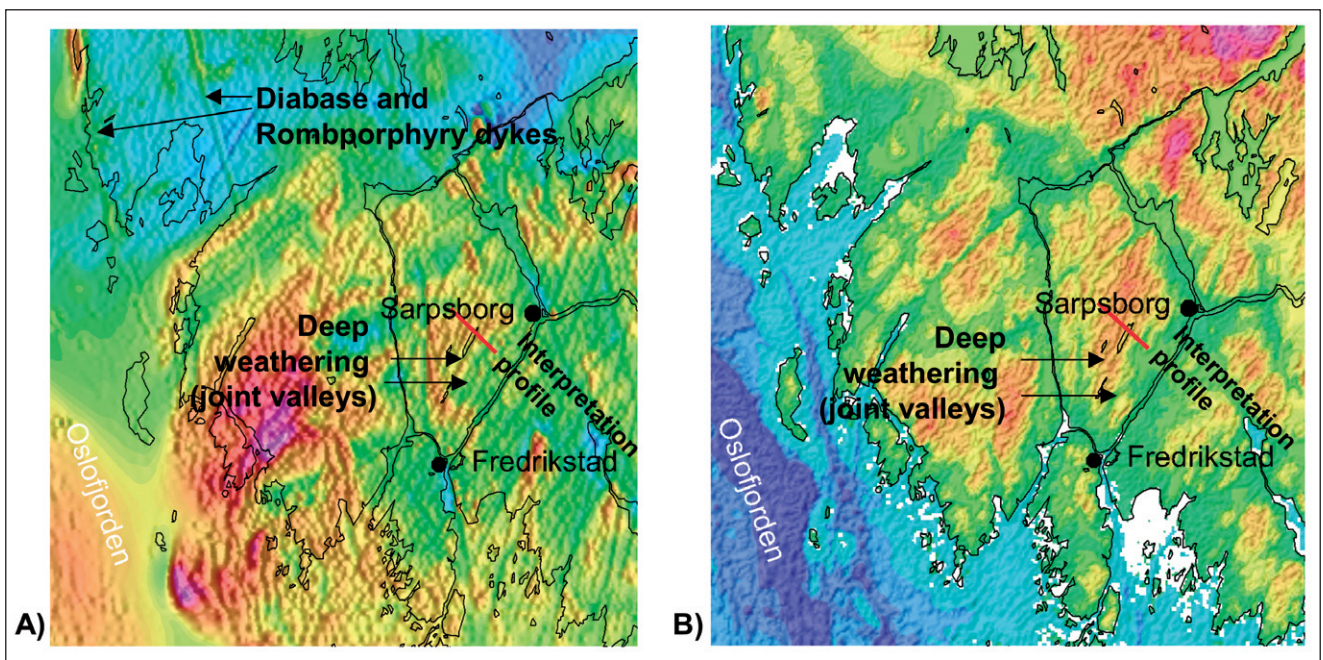 Diabase and
Rombporphyry dykes
Sarpsborg
Deep
weathering
(joint valleys)
Interpretation
profile
Fredrikstad
Oslofjorden
A)
Sarpsborg
Deep
weathering
(joint valleys)
Interpretation
profile
Fredrikstad
Oslofjorden
B)